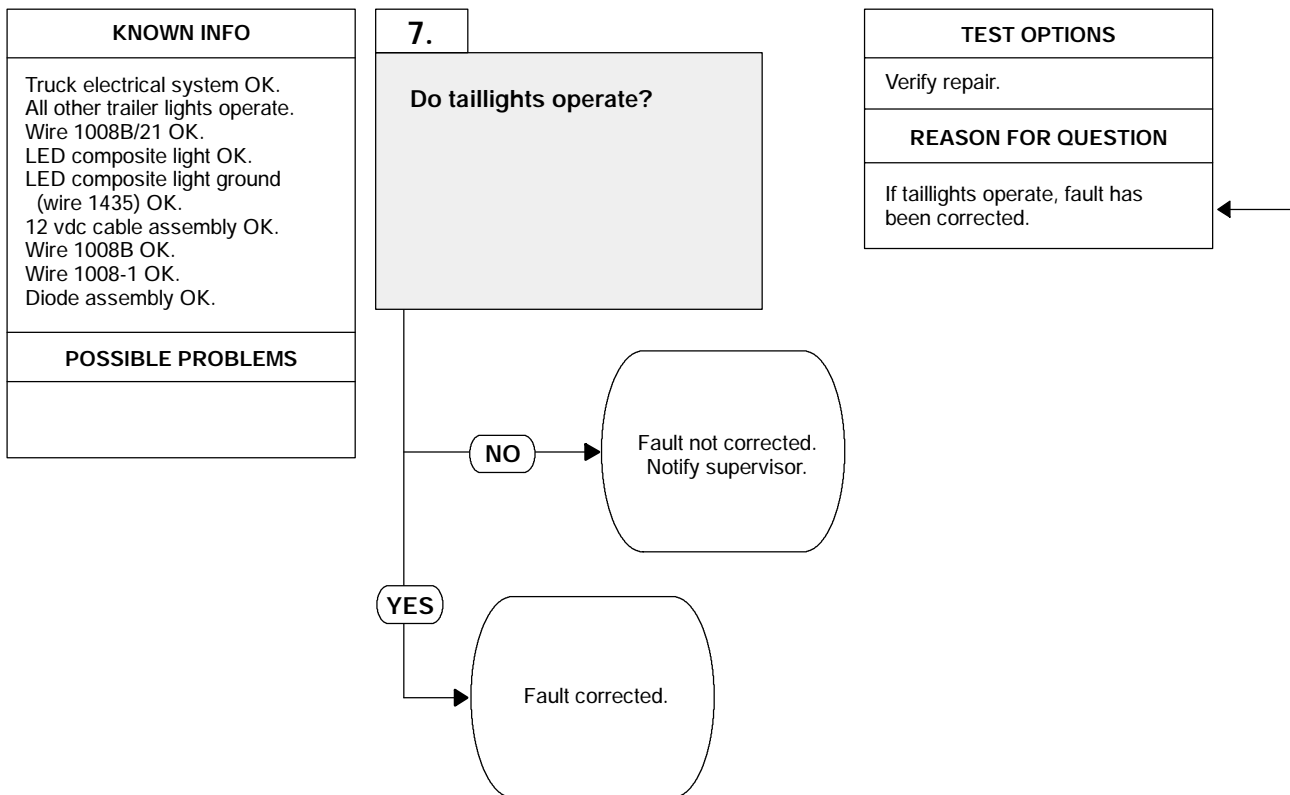 KNOWN INFO
Truck electrical system OK.
All other trailer lights operate.
Wire 1008B/21 OK.
LED composite light OK.
LED composite light ground
(wire 1435) OK.
12 vdc cable assembly OK.
Wire 1008B OK.
Wire 1008-1 OK.
Diode assembly OK.
POSSIBLE PROBLEMS
7.
Do taillights operate?
TEST OPTIONS
Verify repair.
REASON FOR QUESTION
If taillights operate, fault has
been corrected.
NO
Fault not corrected.
Notify supervisor.
YES
Fault corrected.